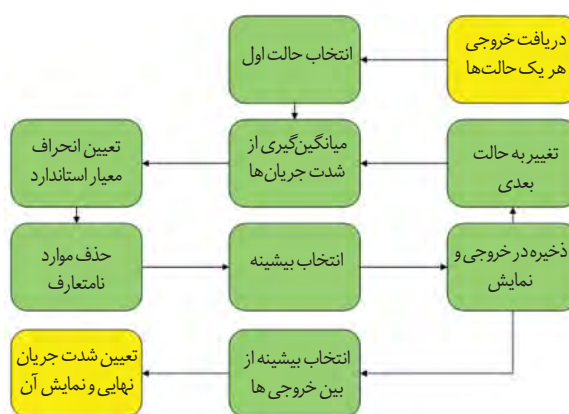 دریافت خروجی
هر یک حالت‌ها
انتخاب حالت اول
میانگین‌گیری از
شدت جریان‌ها
تعیین انحراف
معیار استاندارد
حذف موارد
نامتعارف
انتخاب بیشینه
ذخیره در خروجی و
نمایش
تغییر به حالت
بعدی
انتخاب بیشینه از
بین خروجی ها
تعیین شدت جریان
نهایی و نمایش آن